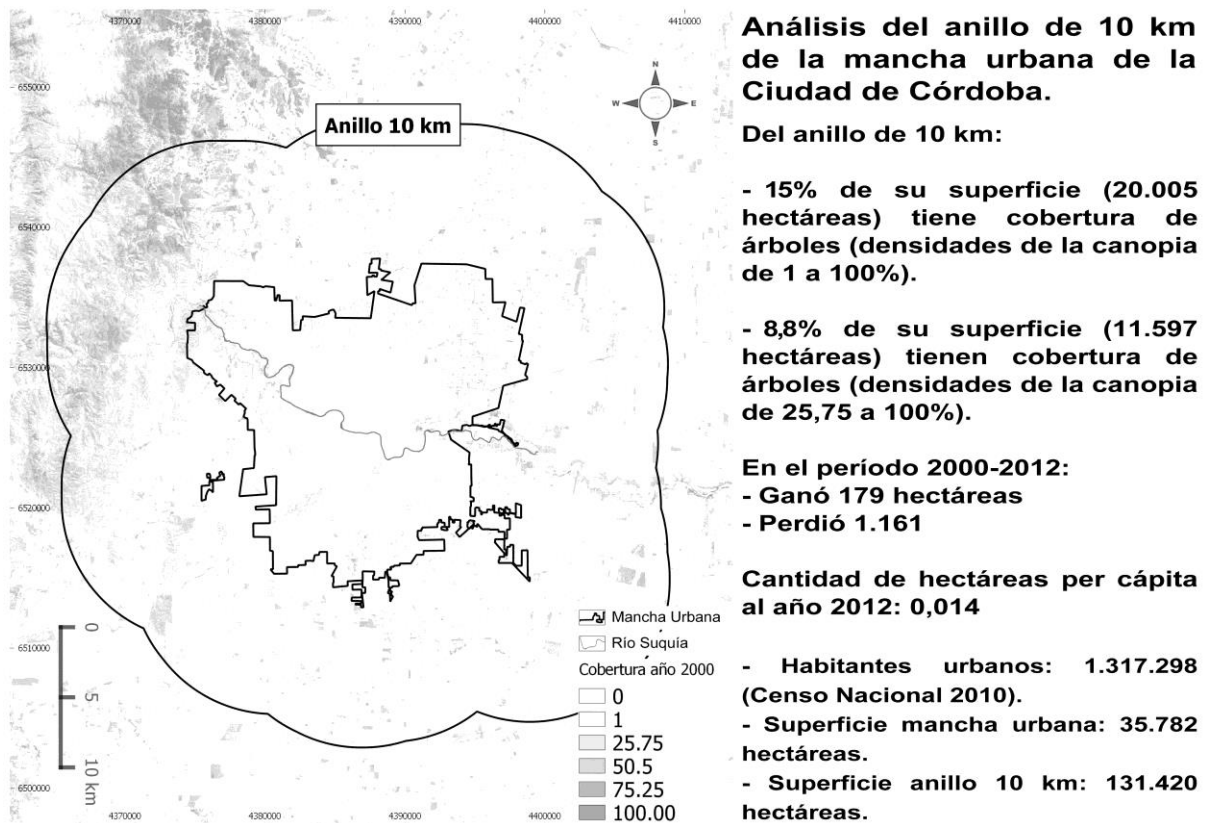 4370000 4380000 4390000 4400000 4410000
6550000
6540000
6530000
6520000
6510000
6500000
Anillo 10 km
N
W E
S
0
5
10 km
Mancha Urbana
Río Suquía
Cobertura año 2000
0
1
25.75
50.5
75.25
100.00
4370000 4380000 4390000 4400000
Análisis del anillo de 10 km
de la mancha urbana de la
Ciudad de Córdoba.
Del anillo de 10 km:
- 15% de su superficie (20.005
hectáreas) tiene cobertura de
árboles (densidades de la canopia
de 1 a 100%).
- 8,8% de su superficie (11.597
hectáreas) tienen cobertura de
árboles (densidades de la canopia
de 25,75 a 100%).
En el período 2000-2012:
- Ganó 179 hectáreas
- Perdió 1.161
Cantidad de hectáreas per cápita
al año 2012: 0,014
- Habitantes urbanos: 1.317.298
(Censo Nacional 2010).
- Superficie mancha urbana: 35.782
hectáreas.
- Superficie anillo 10 km: 131.420
hectáreas.